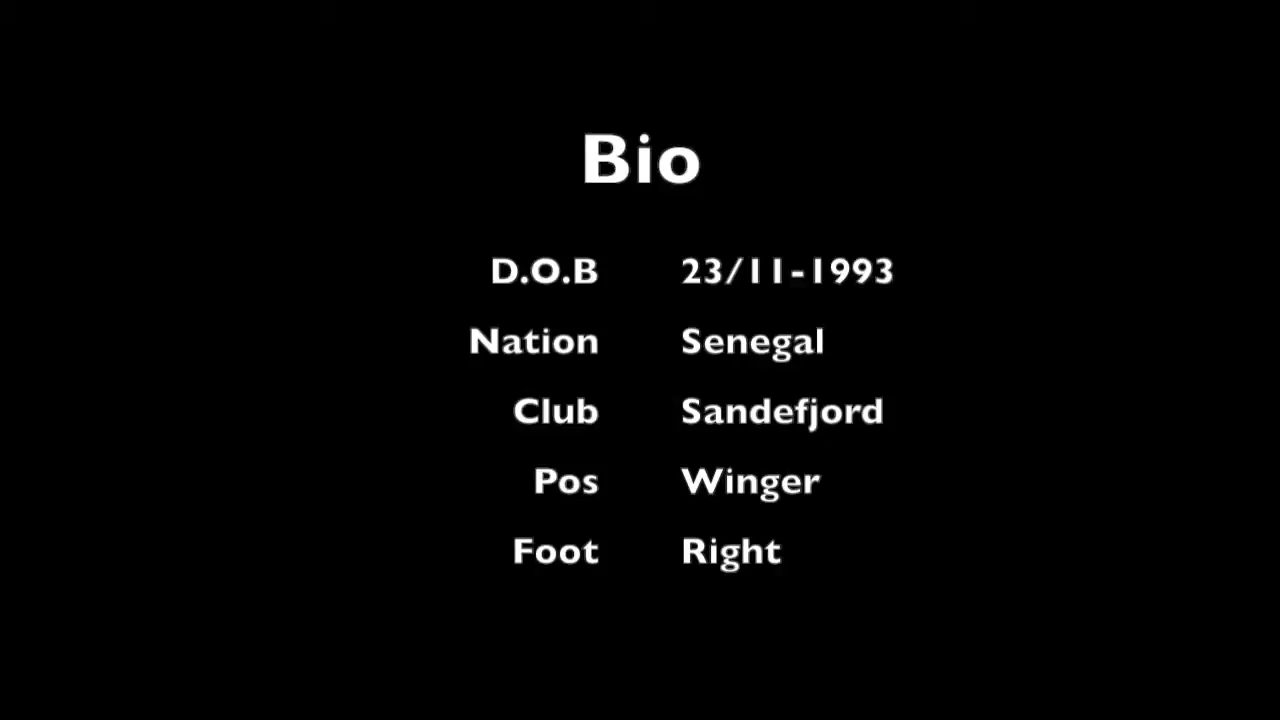 Bio
D.O.B 23/11-1993
Nation Senegal
Club Sandefjord
Pos Winger
Foot Right